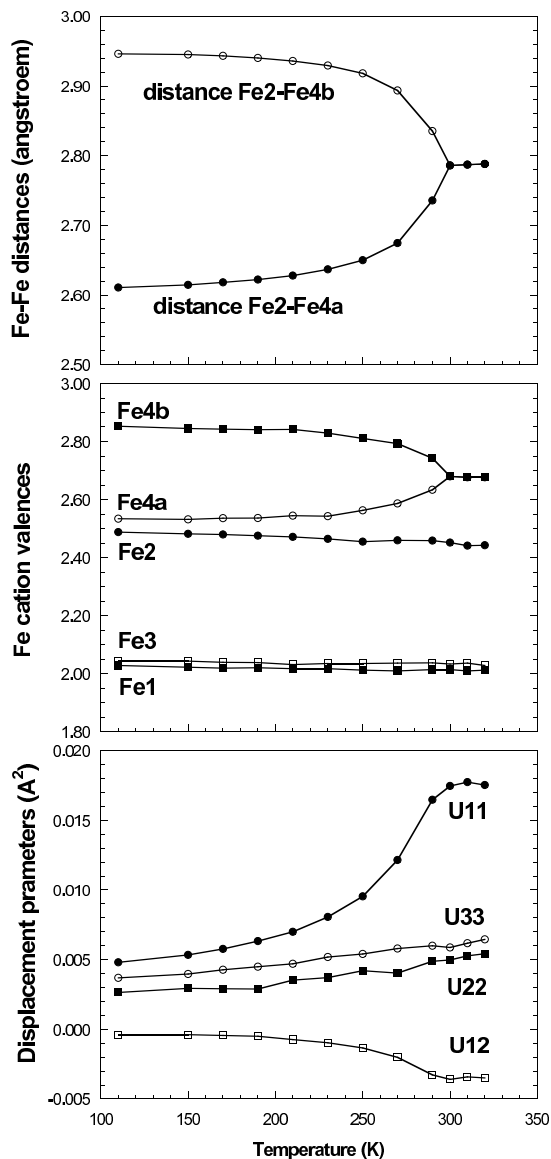 3.00
2.90
2.80
2.70
2.60
2.50
Fe-Fe distances (angstroem)
distance Fe2-Fe4b
distance Fe2-Fe4a
3.00
2.80
2.60
2.40
2.20
2.00
1.80
Fe cation valences
Fe4b
Fe4a
Fe2
Fe3
Fe1
0.020
0.015
0.010
0.005
0.000
-0.005
Displacement prameters (A²)
U11
U33
U22
U12
100 150 200 250 300 350
Temperature (K)